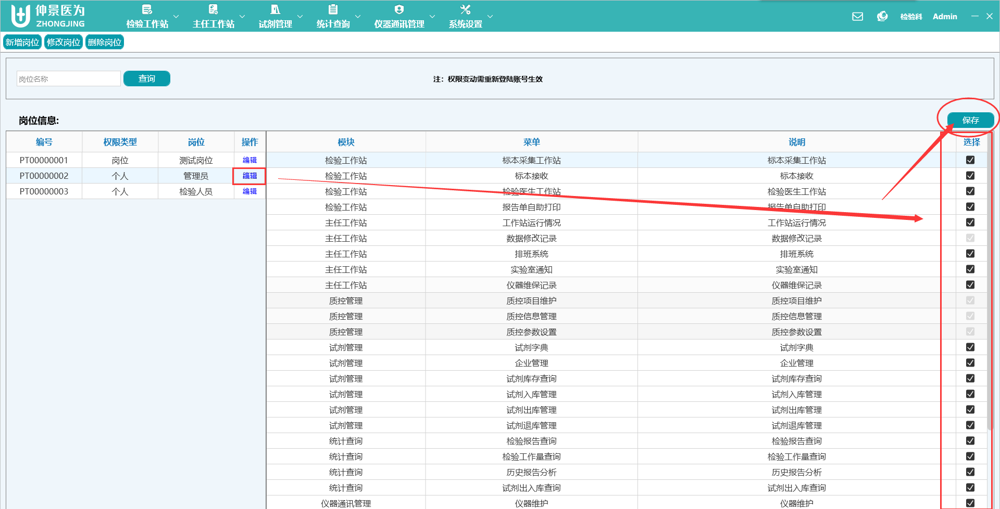 仲景医为
ZHONGJING
检验工作站 主任工作站 试剂管理 统计查询 仪器通讯管理 系统设置 检验科 Admin
新增岗位 修改岗位 删除岗位
岗位名称 查询 注：权限变动需重新登陆账号生效
岗位信息: 保存
编号 权限类型 岗位 操作 模块 菜单 说明 选择
PT00000001 岗位 测试岗位 编辑 检验工作站 标本采集工作站 标本采集工作站
PT00000002 个人 管理员 编辑 检验工作站 标本接收 标本接收
PT00000003 个人 检验人员 编辑 检验工作站 检验医生工作站 检验医生工作站
检验工作站 报告单自助打印 报告单自助打印
主任工作站 工作站运行情况 工作站运行情况
主任工作站 数据修改记录 数据修改记录
主任工作站 排班系统 排班系统
主任工作站 实验室通知 实验室通知
主任工作站 仪器维保记录 仪器维保记录
质控管理 质控项目维护 质控项目维护
质控管理 质控信息管理 质控信息管理
质控管理 质控参数设置 质控参数设置
试剂管理 试剂字典 试剂字典
试剂管理 企业管理 企业管理
试剂管理 试剂库存查询 试剂库存查询
试剂管理 试剂入库管理 试剂入库管理
试剂管理 试剂出库管理 试剂出库管理
试剂管理 试剂退库管理 试剂退库管理
统计查询 检验报告查询 检验报告查询
统计查询 检验工作量查询 检验工作量查询
统计查询 历史报告分析 历史报告分析
统计查询 试剂出入库查询 试剂出入库查询
仪器通讯管理 仪器维护 仪器维护